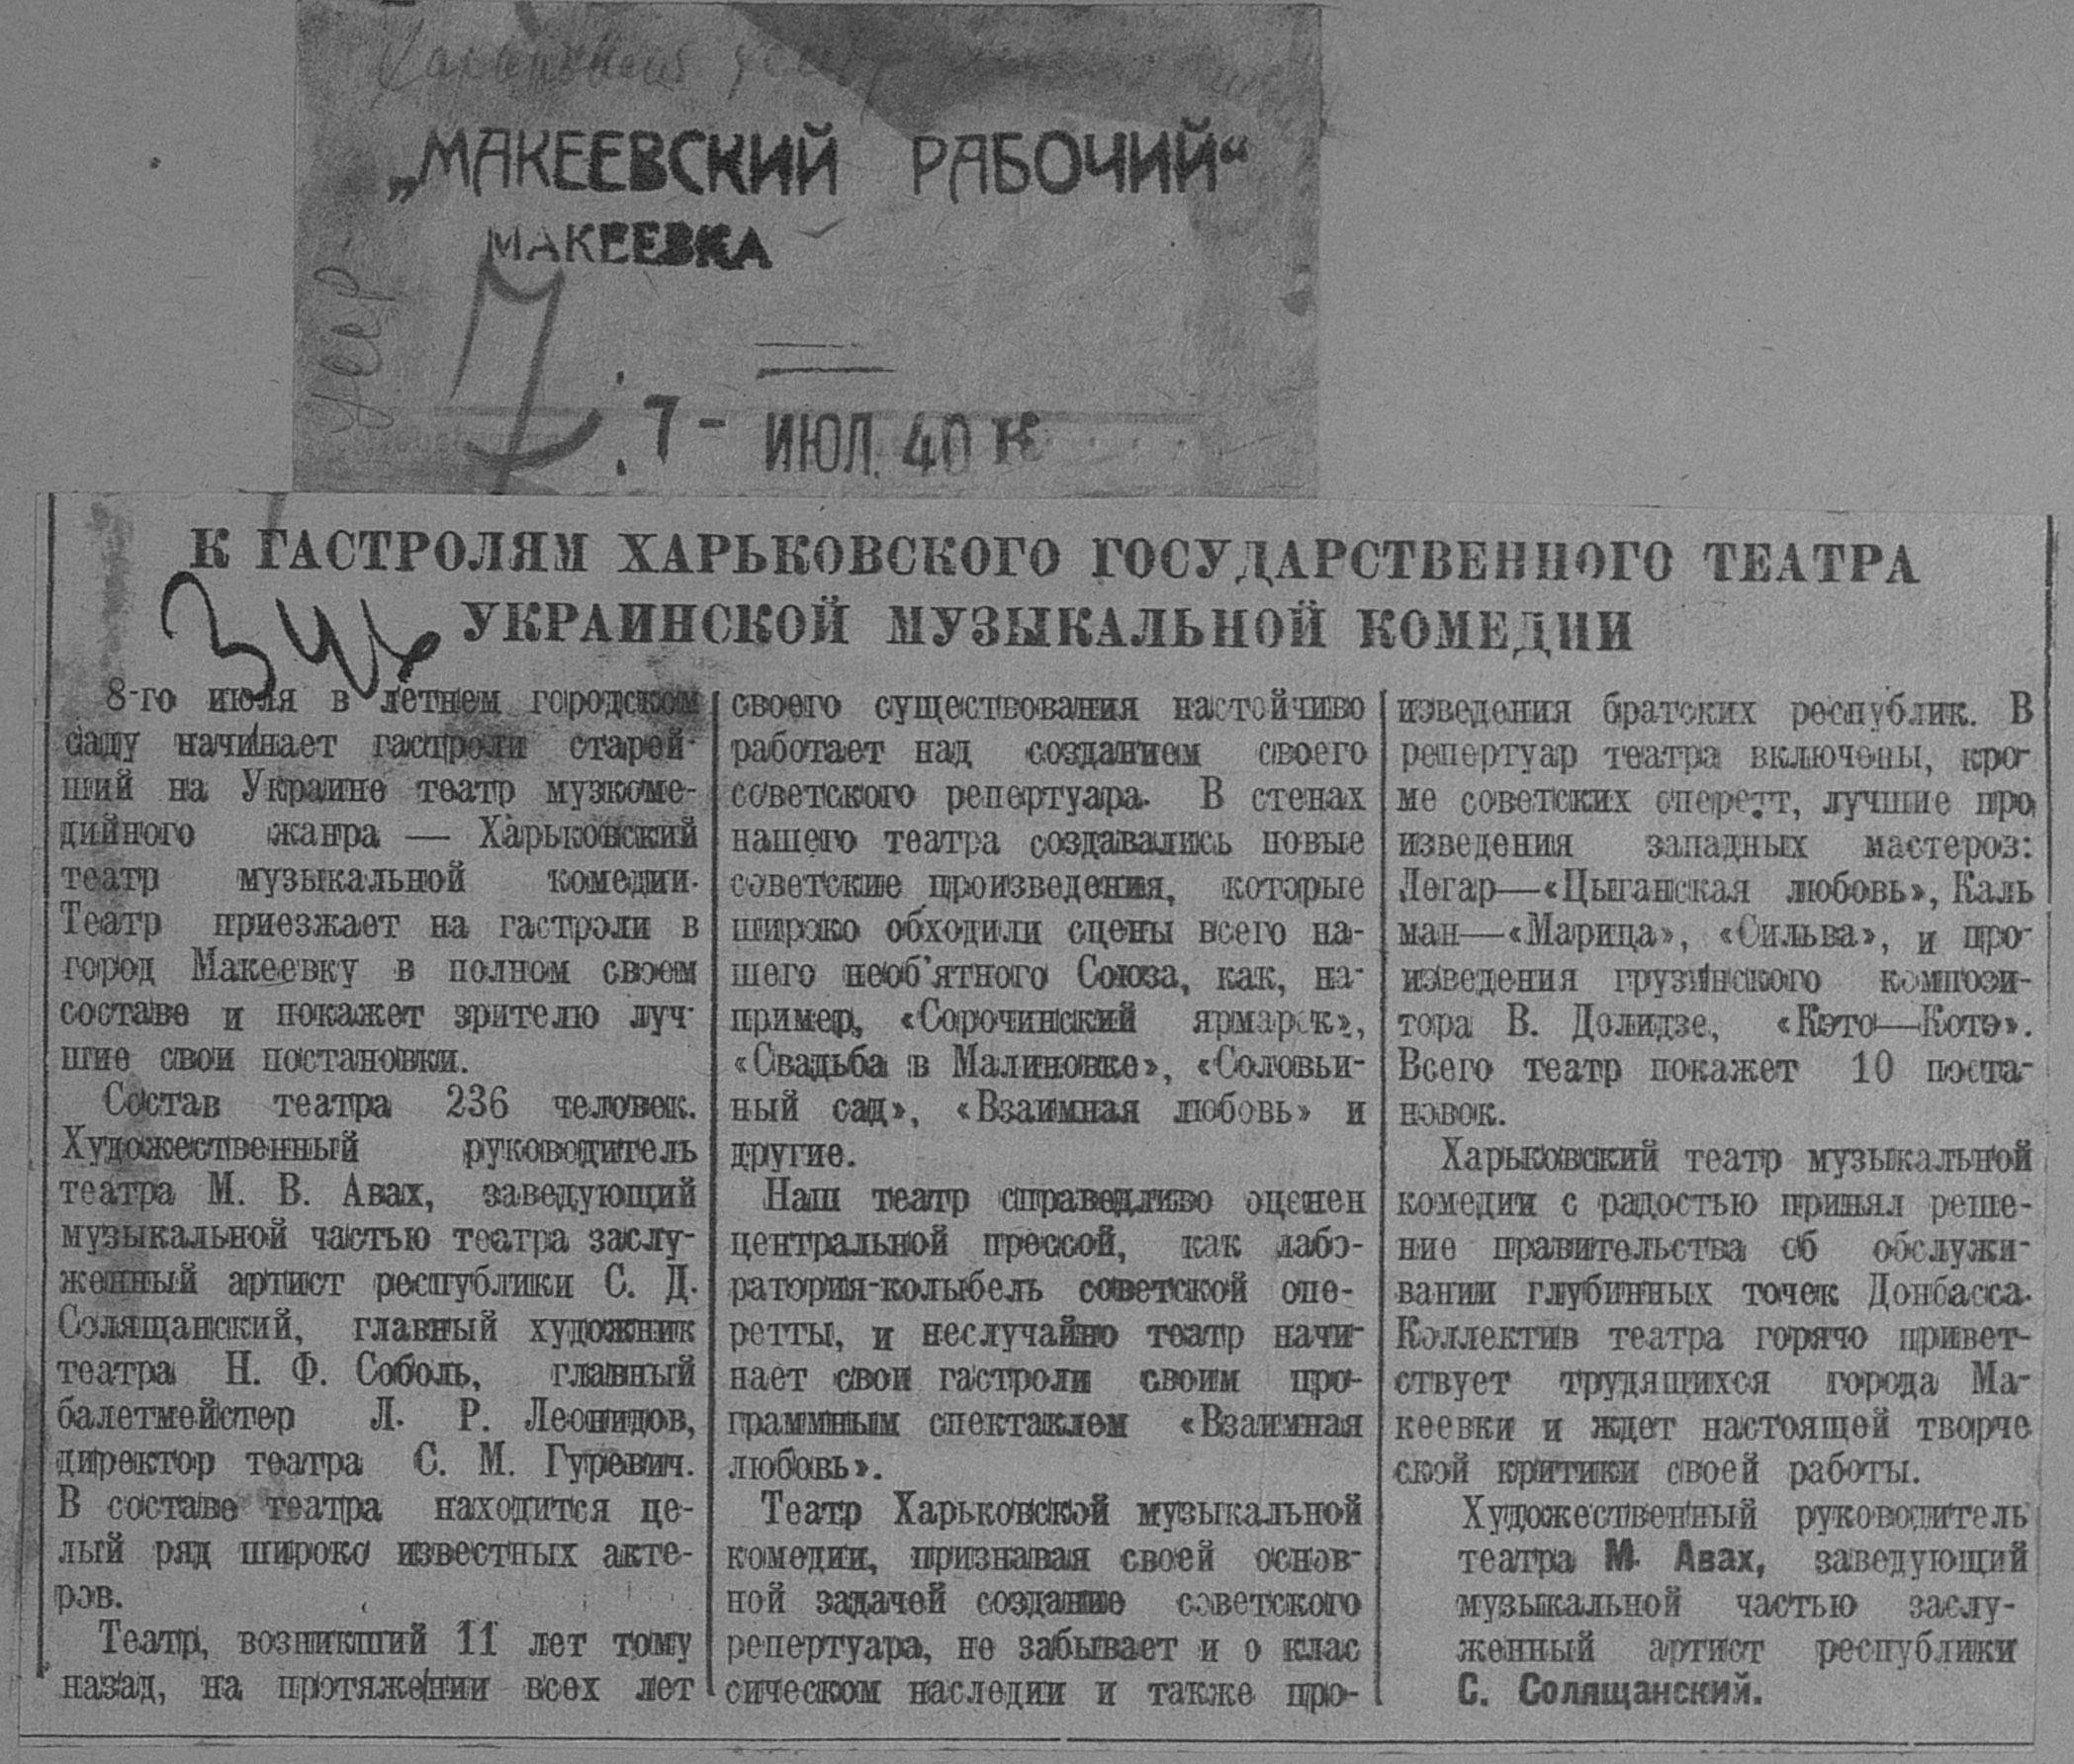 „МАКЕЕВСКИЙ РАБОЧИЙ“
МАКЕЕВКА
7 - ИЮЛ. 40 К
К ГАСТРОЛЯМ ХАРЬКОВСКОГО ГОСУДАРСТВЕННОГО ТЕАТРА
УКРАИНСКОЙ МУЗЫКАЛЬНОЙ КОМЕДИИ
8-го июля в летнем городском
саду начинает гастроли старей-
ший на Украине театр музкоме-
дийного жанра — Харьковский
театр музыкальной комедии.
Театр приезжает на гастроли в
город Макеевку в полном своем
составе и покажет зрителю луч-
шие свои постановки.
Состав театра 236 человек.
Художественный руководитель
театра М. В. Авах, заведующий
музыкальной частью театра заслу-
женный артист республики С. Д.
Солящанский, главный художник
театра Н. Ф. Соболь, главный
балетмейстер Л. Р. Леонидов,
директор театра С. М. Гуревич.
В составе театра находится це-
лый ряд широко известных акте-
ров.
Театр, возникший 11 лет тому
назад, на протяжении всех лет
своего существования настойчиво
работает над созданием своего
советского репертуара. В стенах
нашего театра создавались новые
советские произведения, которые
широко обходили сцены всего на-
шего необ'ятного Союза, как, на-
пример, «Сорочинский ярмарок»,
«Свадьба в Малиновке», «Соловьи-
ный сад», «Взаимная любовь» и
другие.
Наш театр справедливо оценен
центральной прессой, как лабо-
ратория-колыбель советской опе-
ретты, и неслучайно театр начи-
нает свои гастроли своим про-
граммным спектаклем «Взаимная
любовь».
Театр Харьковской музыкальной
комедии, признавая своей основ-
ной задачей создание советского
репертуара, не забывает и о клас
сическом наследии и также про-
изведения братских республик. В
репертуар театра включены, кро-
ме советских оперетт, лучшие про
изведения западных мастеров:
Легар—«Цыганская любовь», Каль
ман—«Марица», «Сильва», и про-
изведения грузинского компози-
тора В. Долидзе, «Кэто—Котэ».
Всего театр покажет 10 поста-
новок.
Харьковский театр музыкальной
комедии с радостью принял реше-
ние правительства об обслужи-
вании глубинных точек Донбасса.
Коллектив театра горячо привет-
ствует трудящихся города Ма-
кеевки и ждет настоящей творче
ской критики своей работы.
Художественный руководитель
театра М. Авах, заведующий
музыкальной частью заслу-
женный артист республики
С. Солящанский.